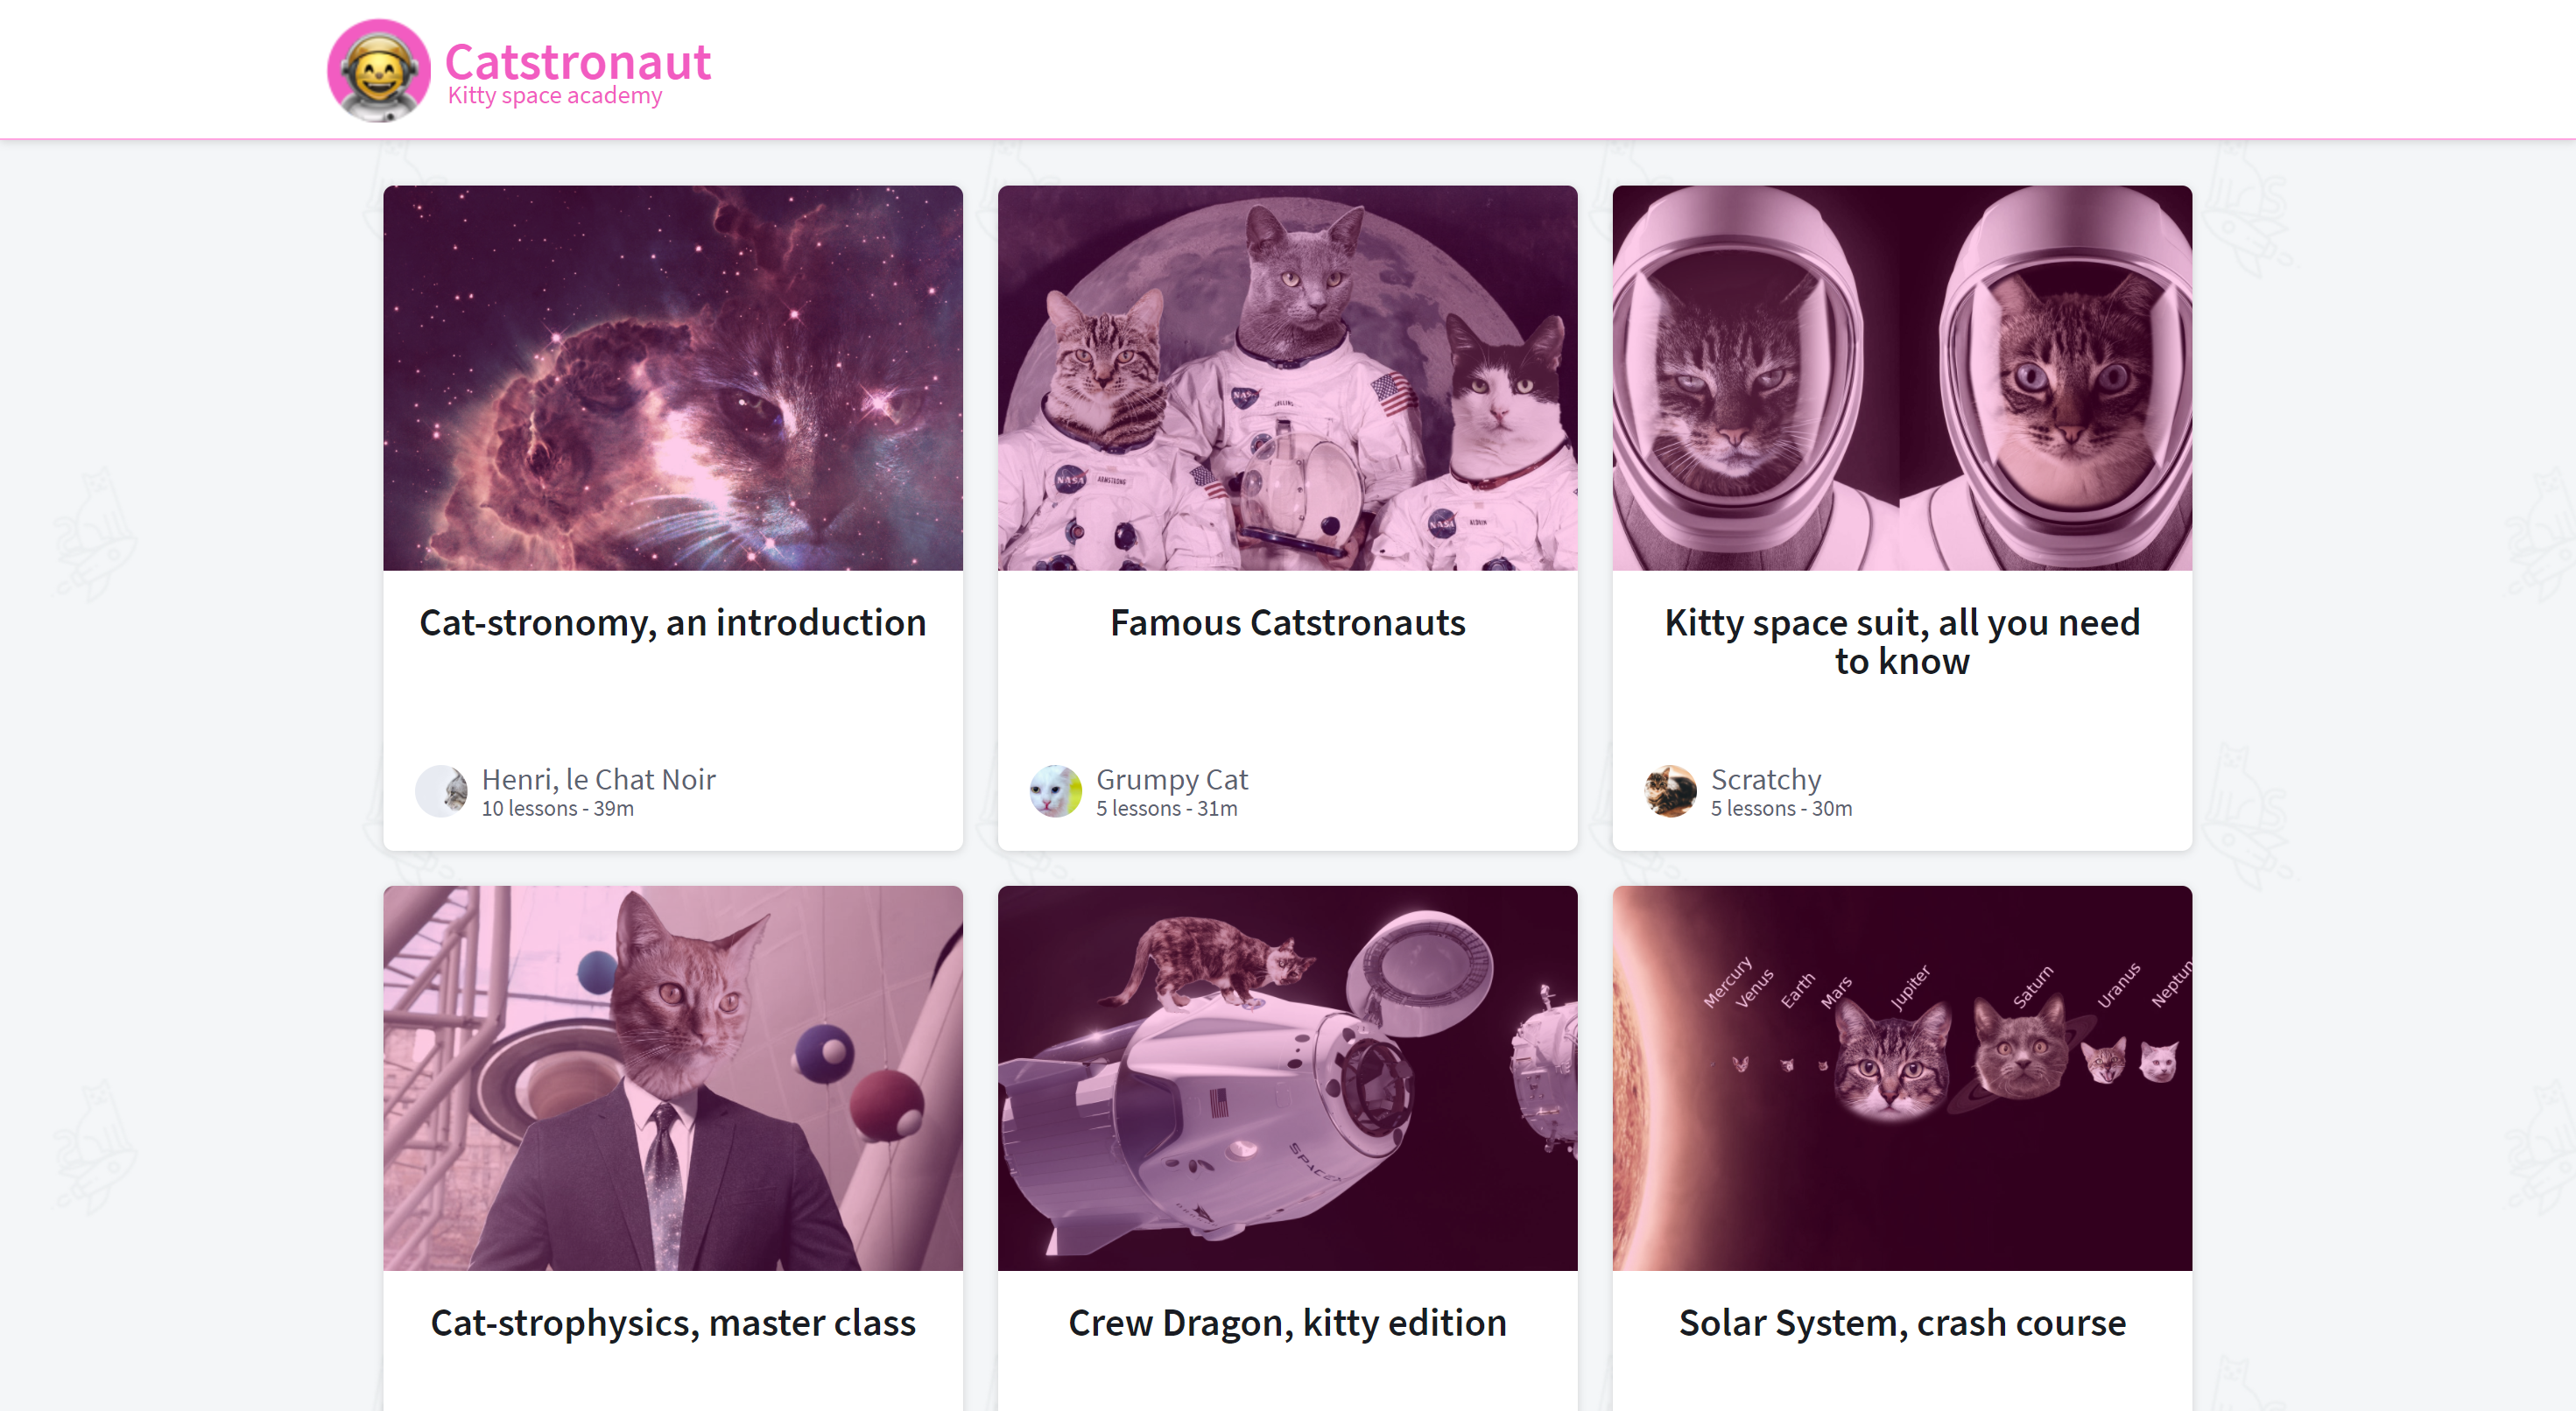 Catstronaut
Kitty space academy
NASA
COLLINS
NASA
ARMSTRONG
NASA
Cat-stronomy, an introduction
Famous Catstronauts
Kitty space suit, all you need
to know
Henri, le Chat Noir
10 lessons - 39m
Grumpy Cat
5 lessons - 31m
Scratchy
5 lessons - 30m
SPACEX
Mercury
Venus
Earth
Mars
Jupiter
Saturn
Uranus
Neptun
Cat-strophysics, master class
Crew Dragon, kitty edition
Solar System, crash course